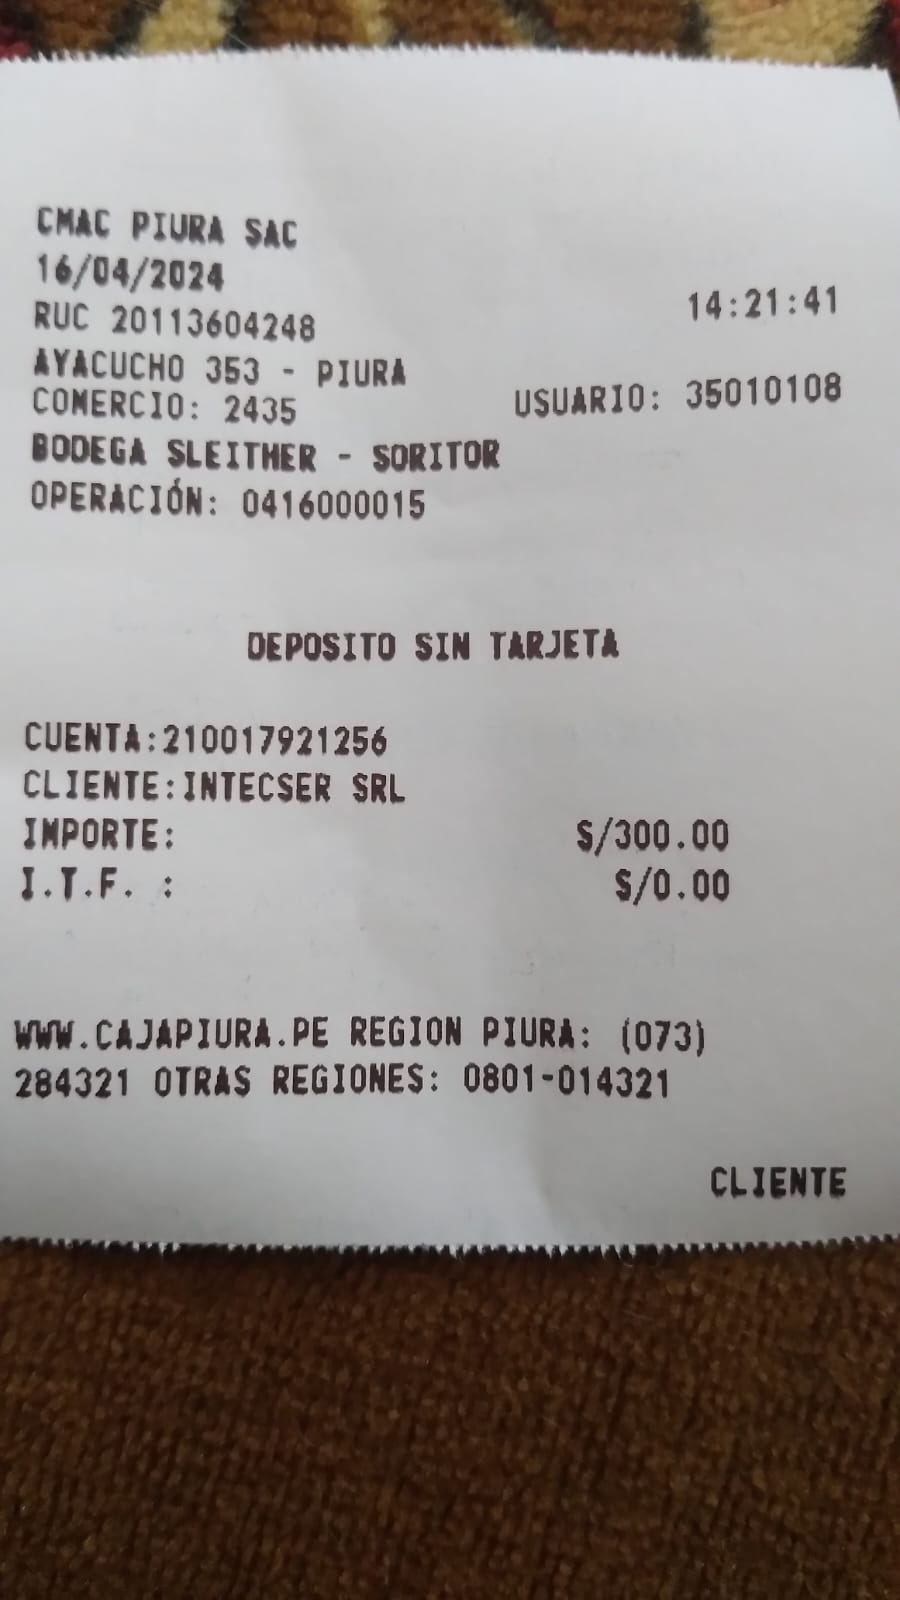 CMAC PIURA SAC
16/04/2024 14:21:41
RUC 20113604248
AYACUCHO 353 - PIURA
COMERCIO: 2435 USUARIO: 35010108
BODEGA SLEITHER - SORITOR
OPERACIÓN: 0416000015
DEPOSITO SIN TARJETA
CUENTA:210017921256
CLIENTE:INTECSER SRL
IMPORTE: S/300.00
I.T.F. : S/0.00
WWW.CAJAPIURA.PE REGION PIURA: (073)
284321 OTRAS REGIONES: 0801-014321
CLIENTE